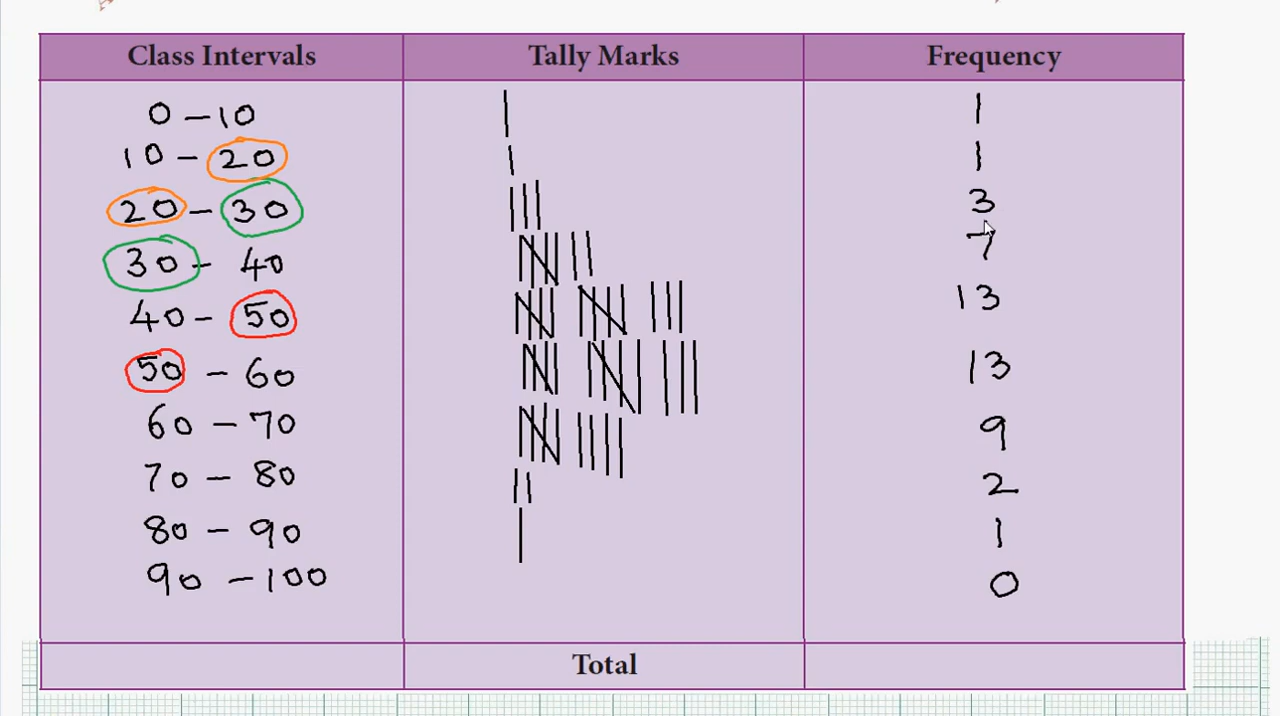 Class Intervals Tally Marks Frequency
0 - 10 | 1
10 - 20 | 1
20 - 30 ||| 3
30 - 40 |||| || 7
40 - 50 |||| |||| ||| 13
50 - 60 |||| |||| ||| 13
60 - 70 |||| |||| 9
70 - 80 || 2
80 - 90 | 1
90 - 100 0
Total